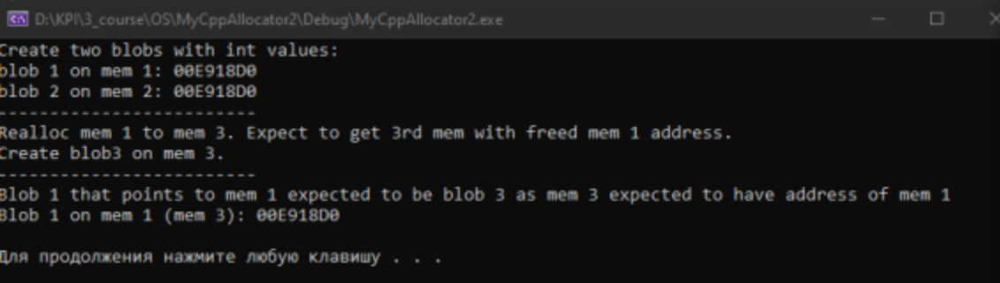 D:\KPI\3_course\OS\MyCppAllocator2\Debug\MyCppAllocator2.exe
Create two blobs with int values:
blob 1 on mem 1: 00E918D0
blob 2 on mem 2: 00E918D0
-------------------------
Realloc mem 1 to mem 3. Expect to get 3rd mem with freed mem 1 address.
Create blob3 on mem 3.
-------------------------
Blob 1 that points to mem 1 expected to be blob 3 as mem 3 expected to have address of mem 1
Blob 1 on mem 1 (mem 3): 00E918D0
Для продолжения нажмите любую клавишу . . .